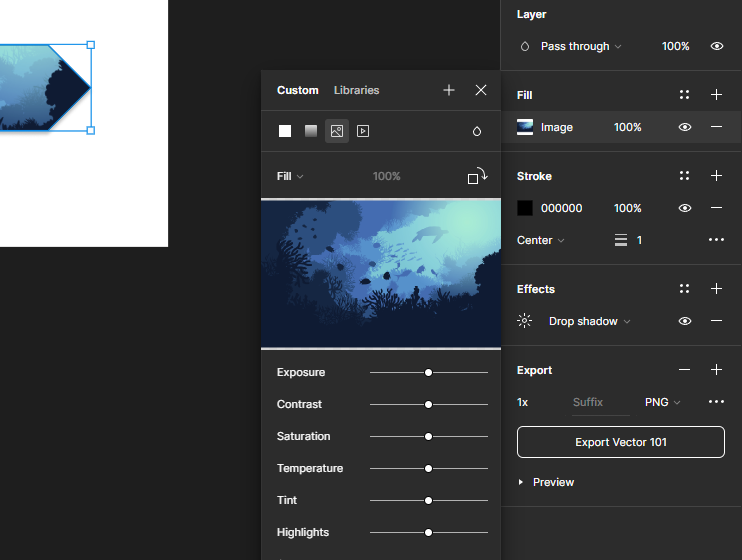 Layer
Pass through 100%
Custom Libraries
Fill
Image 100%
Fill 100%
Stroke
000000 100%
Center 1
Effects
Drop shadow
Export
1x Suffix PNG
Export Vector 101
Preview
Exposure
Contrast
Saturation
Temperature
Tint
Highlights